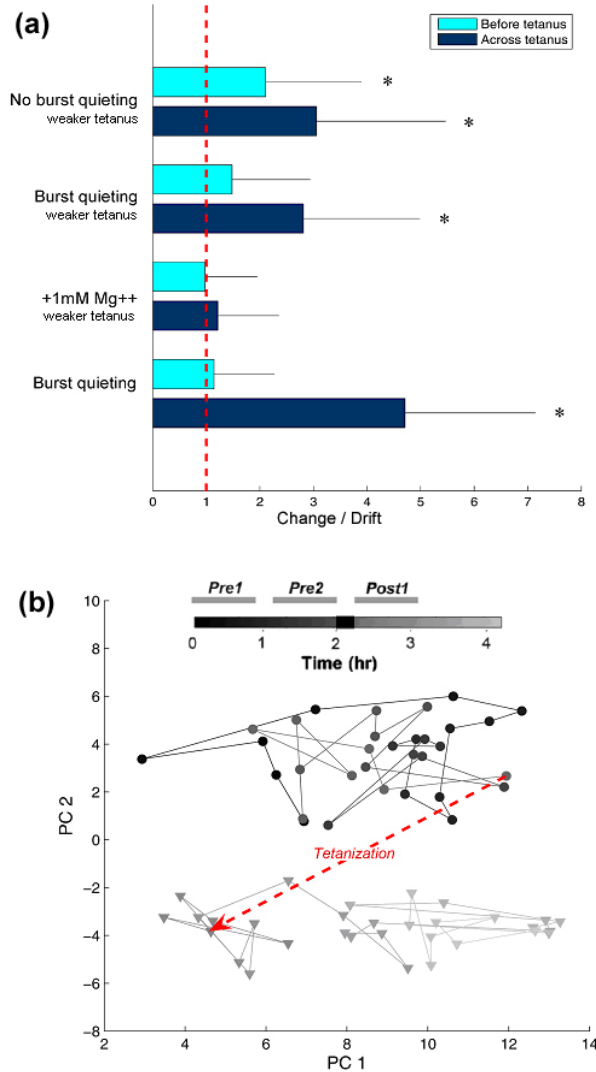 (a)
Before tetanus
Across tetanus
No burst quieting
weaker tetanus
*
*
Burst quieting
weaker tetanus
*
+1mM Mg++
weaker tetanus
Burst quieting
*
0 1 2 3 4 5 6 7 8
Change / Drift
(b)
Pre1 Pre2 Post1
0 1 2 3 4
Time (hr)
10
8
6
4
2
0
−2
−4
−6
−8
PC 2
Tetanization
2 4 6 8 10 12 14
PC 1